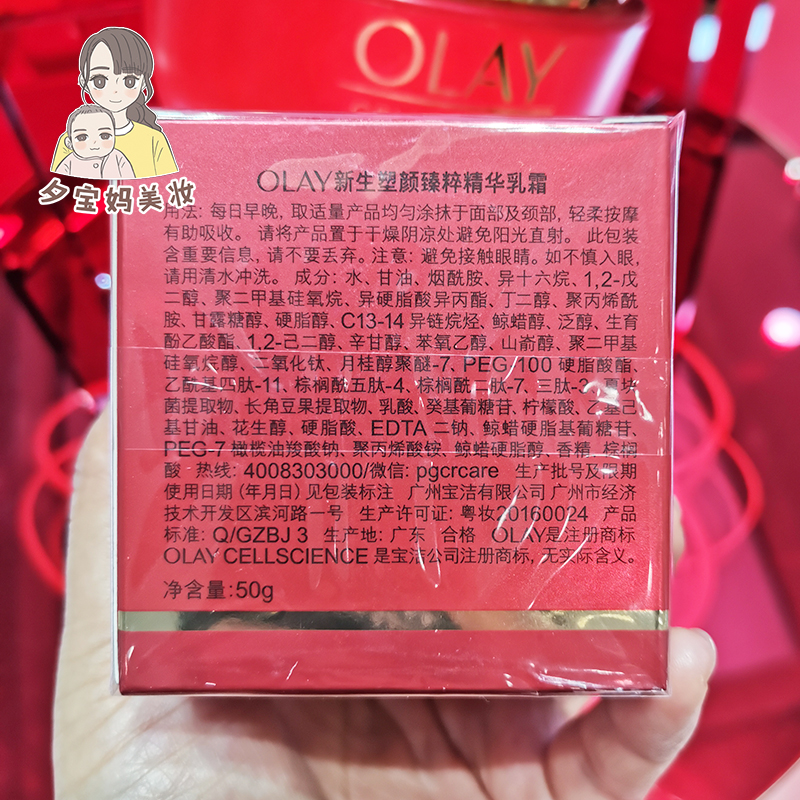 OLAY
夕宝妈美妆
OLAY新生塑颜臻粹精华乳霜
用法: 每日早晚, 取适量产品均匀涂抹于面部及颈部, 轻柔按摩
有助吸收。 请将产品置于干燥阴凉处避免阳光直射。 此包装
含重要信息, 请不要丢弃。注意: 避免接触眼睛。如不慎入眼,
请用清水冲洗。 成分: 水、甘油、烟酰胺、异十六烷、1,2-戊
二醇、聚二甲基硅氧烷、异硬脂酸异丙酯、丁二醇、聚丙烯酰
胺、甘露糖醇、硬脂醇、C13-14 异链烷烃、鲸蜡醇、泛醇、生育
酚乙酸酯、1,2-己二醇、辛甘醇、苯氧乙醇、山嵛醇、聚二甲基
硅氧烷醇、二氧化钛、月桂醇聚醚-7、PEG-100 硬脂酸酯、
乙酰基四肽-11、棕榈酰五肽-4、棕榈酰二肽-7、三肽-3、夏块
菌提取物、长角豆果提取物、乳酸、癸基葡糖苷、柠檬酸、乙基己
基甘油、花生醇、硬脂酸、EDTA 二钠、鲸蜡硬脂基葡糖苷、
PEG-7 橄榄油羧酸钠、聚丙烯酸铵、鲸蜡硬脂醇、香精、棕榈
酸 热线: 4008303000/微信: pgcrcare 生产批号及限期
使用日期 (年月日) 见包装标注 广州宝洁有限公司 广州市经济
技术开发区滨河路一号 生产许可证: 粤妆20160024 产品
标准: Q/GZBJ 3 生产地: 广东 合格 OLAY是注册商标
OLAY CELLSCIENCE 是宝洁公司注册商标, 无实际含义。
净含量:50g